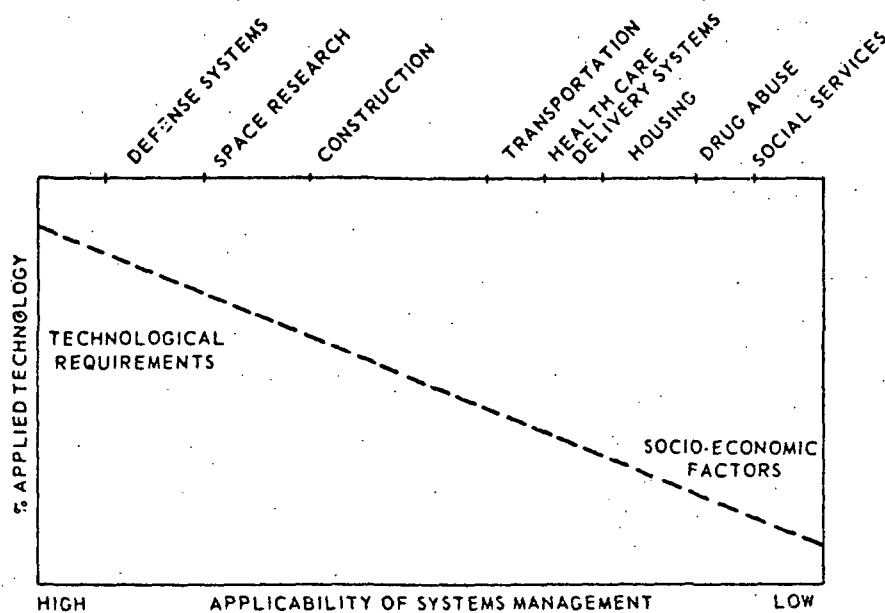 DEFENSE SYSTEMS
SPACE RESEARCH
CONSTRUCTION
TRANSPORTATION
HEALTH CARE
DELIVERY SYSTEMS
HOUSING
DRUG ABUSE
SOCIAL SERVICES
% APPLIED TECHNOLOGY
TECHNOLOGICAL
REQUIREMENTS
SOCIO-ECONOMIC
FACTORS
HIGH APPLICABILITY OF SYSTEMS MANAGEMENT LOW